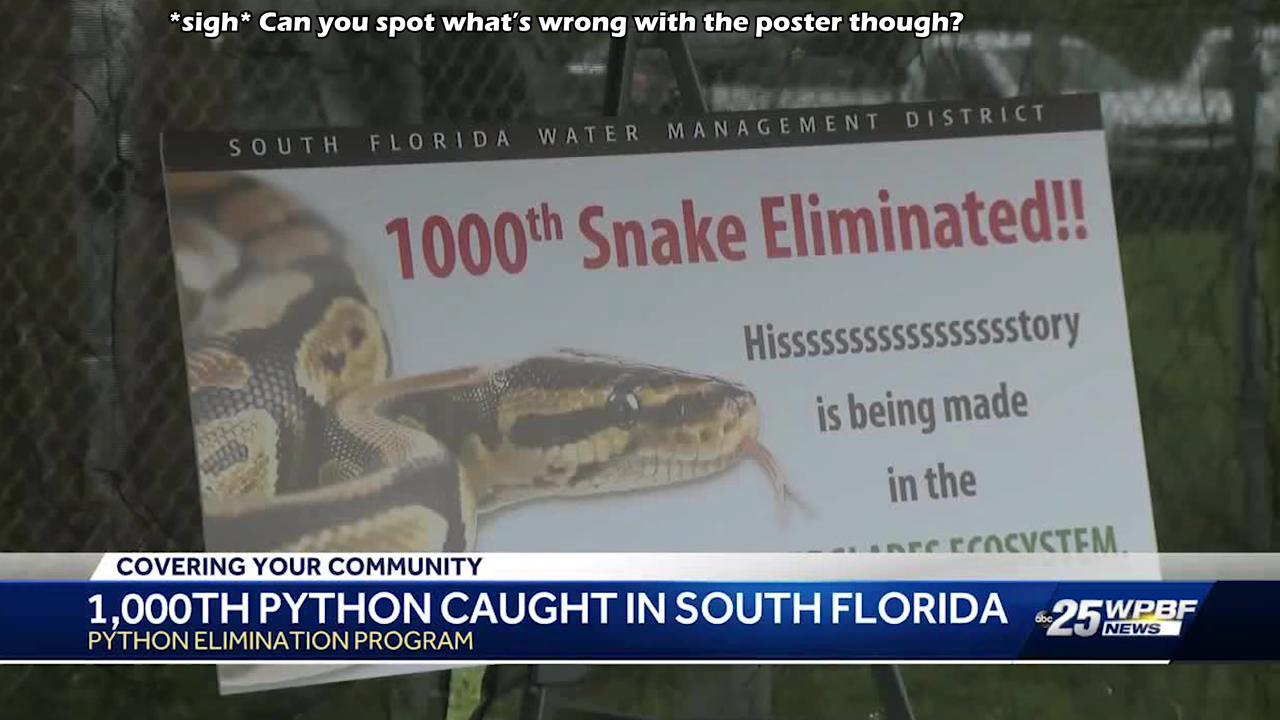 *sigh* Can you spot what's wrong with the poster though?
SOUTH FLORIDA WATER MANAGEMENT DISTRICT
1000th Snake Eliminated!!
Hisssssssssssssssstory
is being made
in the
ECOSYSTEM.
COVERING YOUR COMMUNITY
1,000TH PYTHON CAUGHT IN SOUTH FLORIDA
PYTHON ELIMINATION PROGRAM
abc 25 WPBF
NEWS